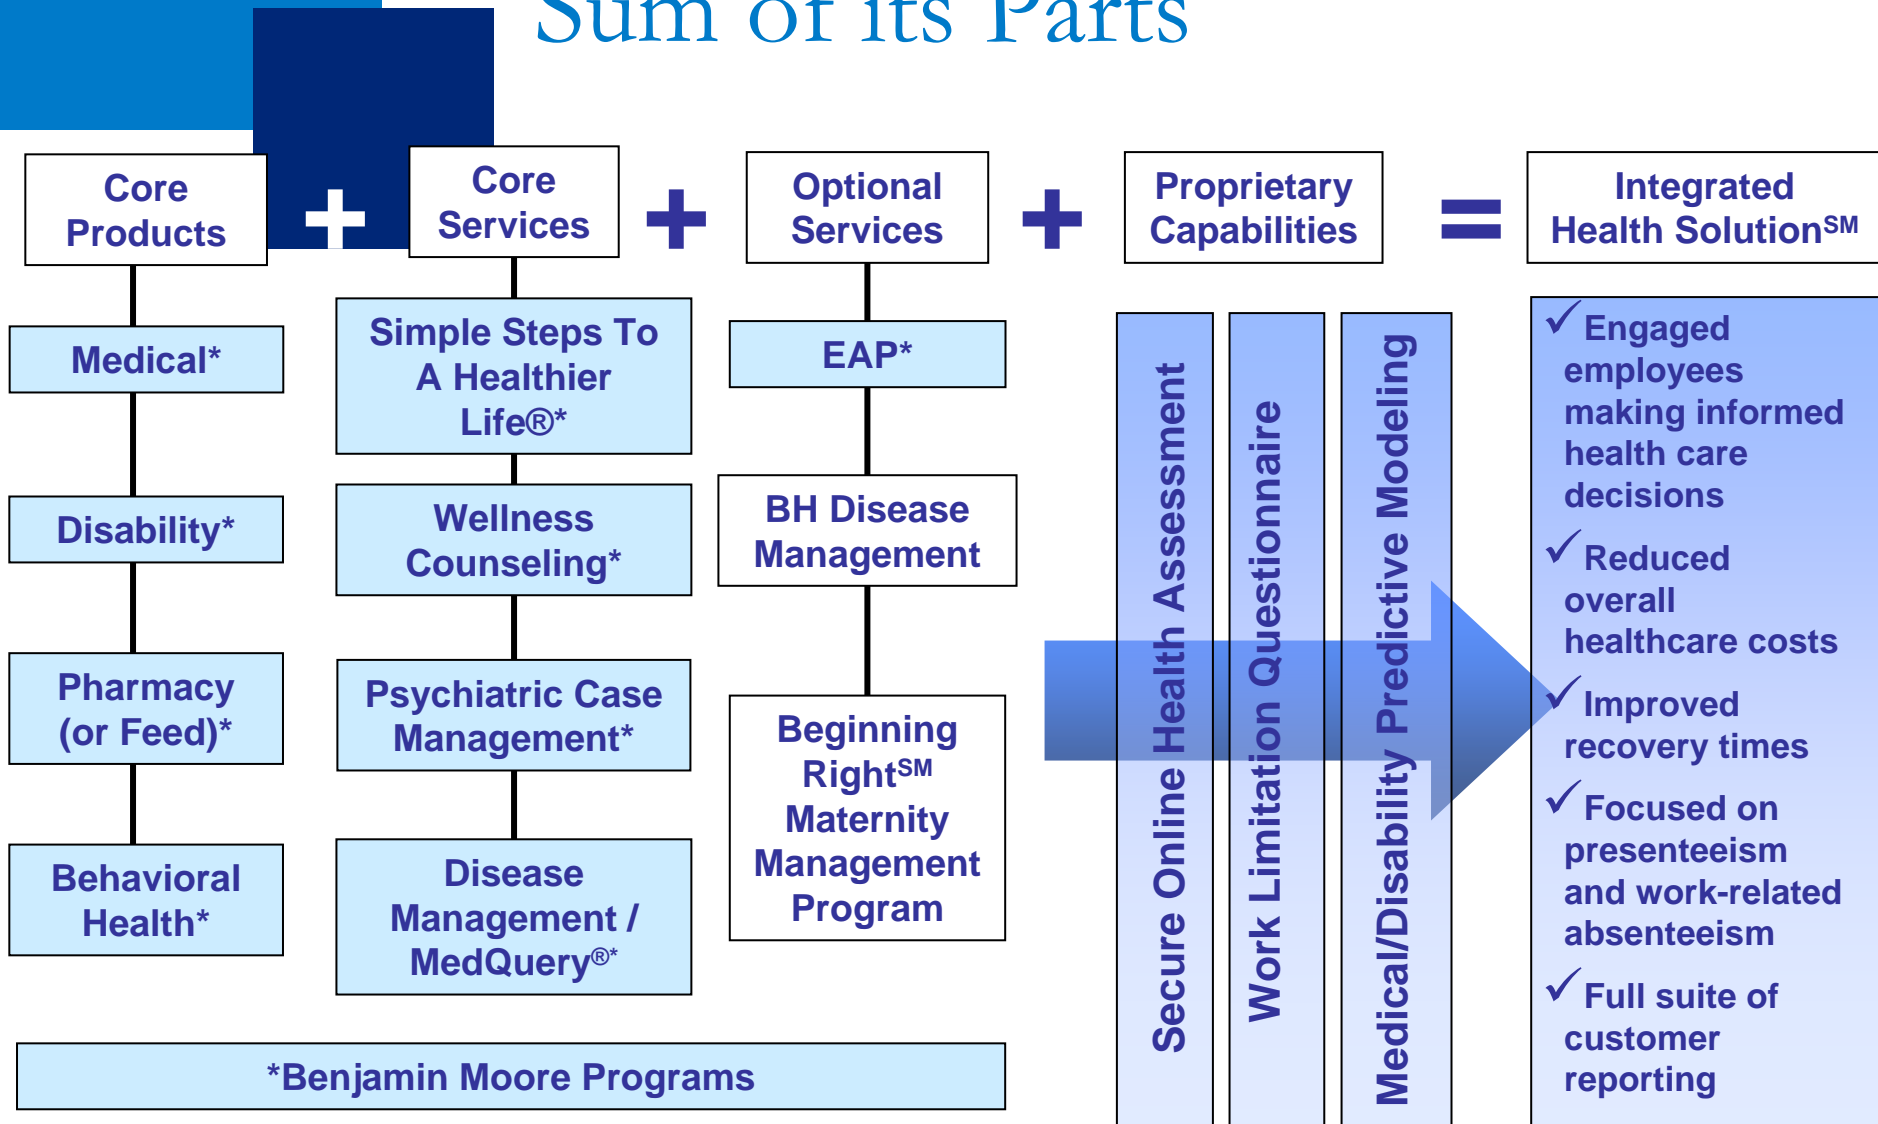 Sum of its Parts
Core
Products
+
Core
Services
+
Optional
Services
+
Proprietary
Capabilities
=
Integrated
Health Solution℠
Medical*
Disability*
Pharmacy
(or Feed)*
Behavioral
Health*
Simple Steps To
A Healthier
Life®*
Wellness
Counseling*
Psychiatric Case
Management*
Disease
Management /
MedQuery®*
EAP*
BH Disease
Management
Beginning
Right℠
Maternity
Management
Program
Secure Online Health Assessment
Work Limitation Questionnaire
Medical/Disability Predictive Modeling
✓ Engaged
employees
making informed
health care
decisions
✓ Reduced
overall
healthcare costs
✓ Improved
recovery times
✓ Focused on
presenteeism
and work-related
absenteeism
✓ Full suite of
customer
reporting
*Benjamin Moore Programs